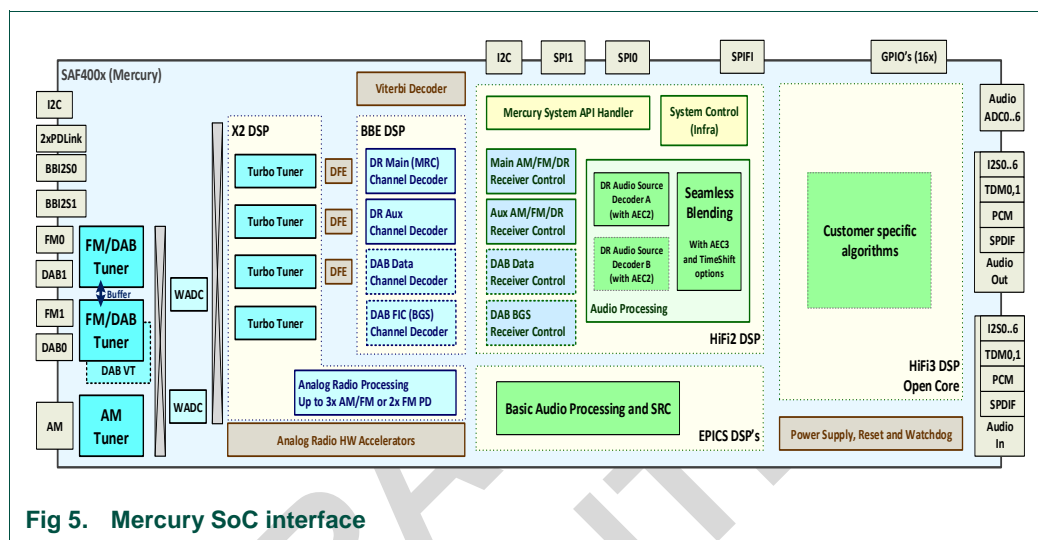 SAF400x (Mercury)
I2C
SPI1
SPI0
SPIFI
GPIO's (16x)
I2C
2xPDLink
BBI2S0
BBI2S1
FM0
DAB1
FM1
DAB0
AM
FM/DAB
Tuner
Buffer
FM/DAB
Tuner
DAB VT
AM
Tuner
WADC
WADC
X2 DSP
Turbo Tuner
Turbo Tuner
Turbo Tuner
Turbo Tuner
DFE
DFE
DFE
Viterbi Decoder
BBE DSP
DR Main (MRC)
Channel Decoder
DR Aux
Channel Decoder
DAB Data
Channel Decoder
DAB FIC (BGS)
Channel Decoder
Analog Radio Processing
Up to 3x AM/FM or 2x FM PD
Analog Radio HW Accelerators
Mercury System API Handler
System Control
(Infra)
Main AM/FM/DR
Receiver Control
Aux AM/FM/DR
Receiver Control
DAB Data
Receiver Control
DAB BGS
Receiver Control
DR Audio Source
Decoder A
(with AEC2)
DR Audio Source
Decoder B
(with AEC2)
Seamless
Blending
With AEC3
and TimeShift
options
Audio Processing
HiFi2 DSP
Basic Audio Processing and SRC
EPICS DSP's
Customer specific
algorithms
HiFi3 DSP
Open Core
Power Supply, Reset and Watchdog
Audio
ADC0..6
I2S0..6
TDM0,1
PCM
SPDIF
Audio
Out
I2S0..6
TDM0,1
PCM
SPDIF
Audio
In
Fig 5. Mercury SoC interface